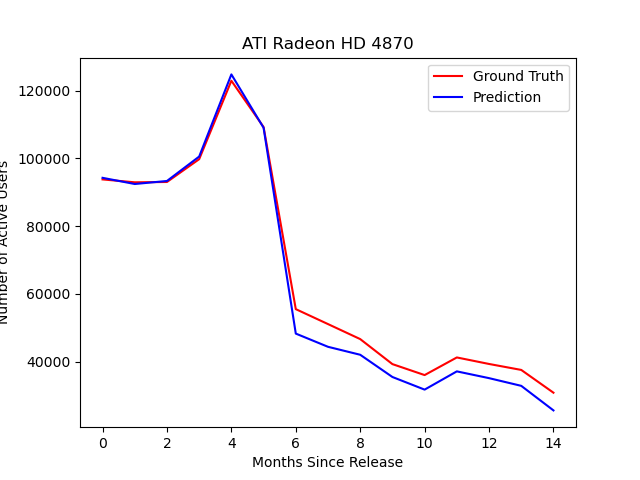 ATI Radeon HD 4870
Ground Truth
Prediction
120000
100000
80000
60000
40000
Number of Active Users
0 2 4 6 8 10 12 14
Months Since Release